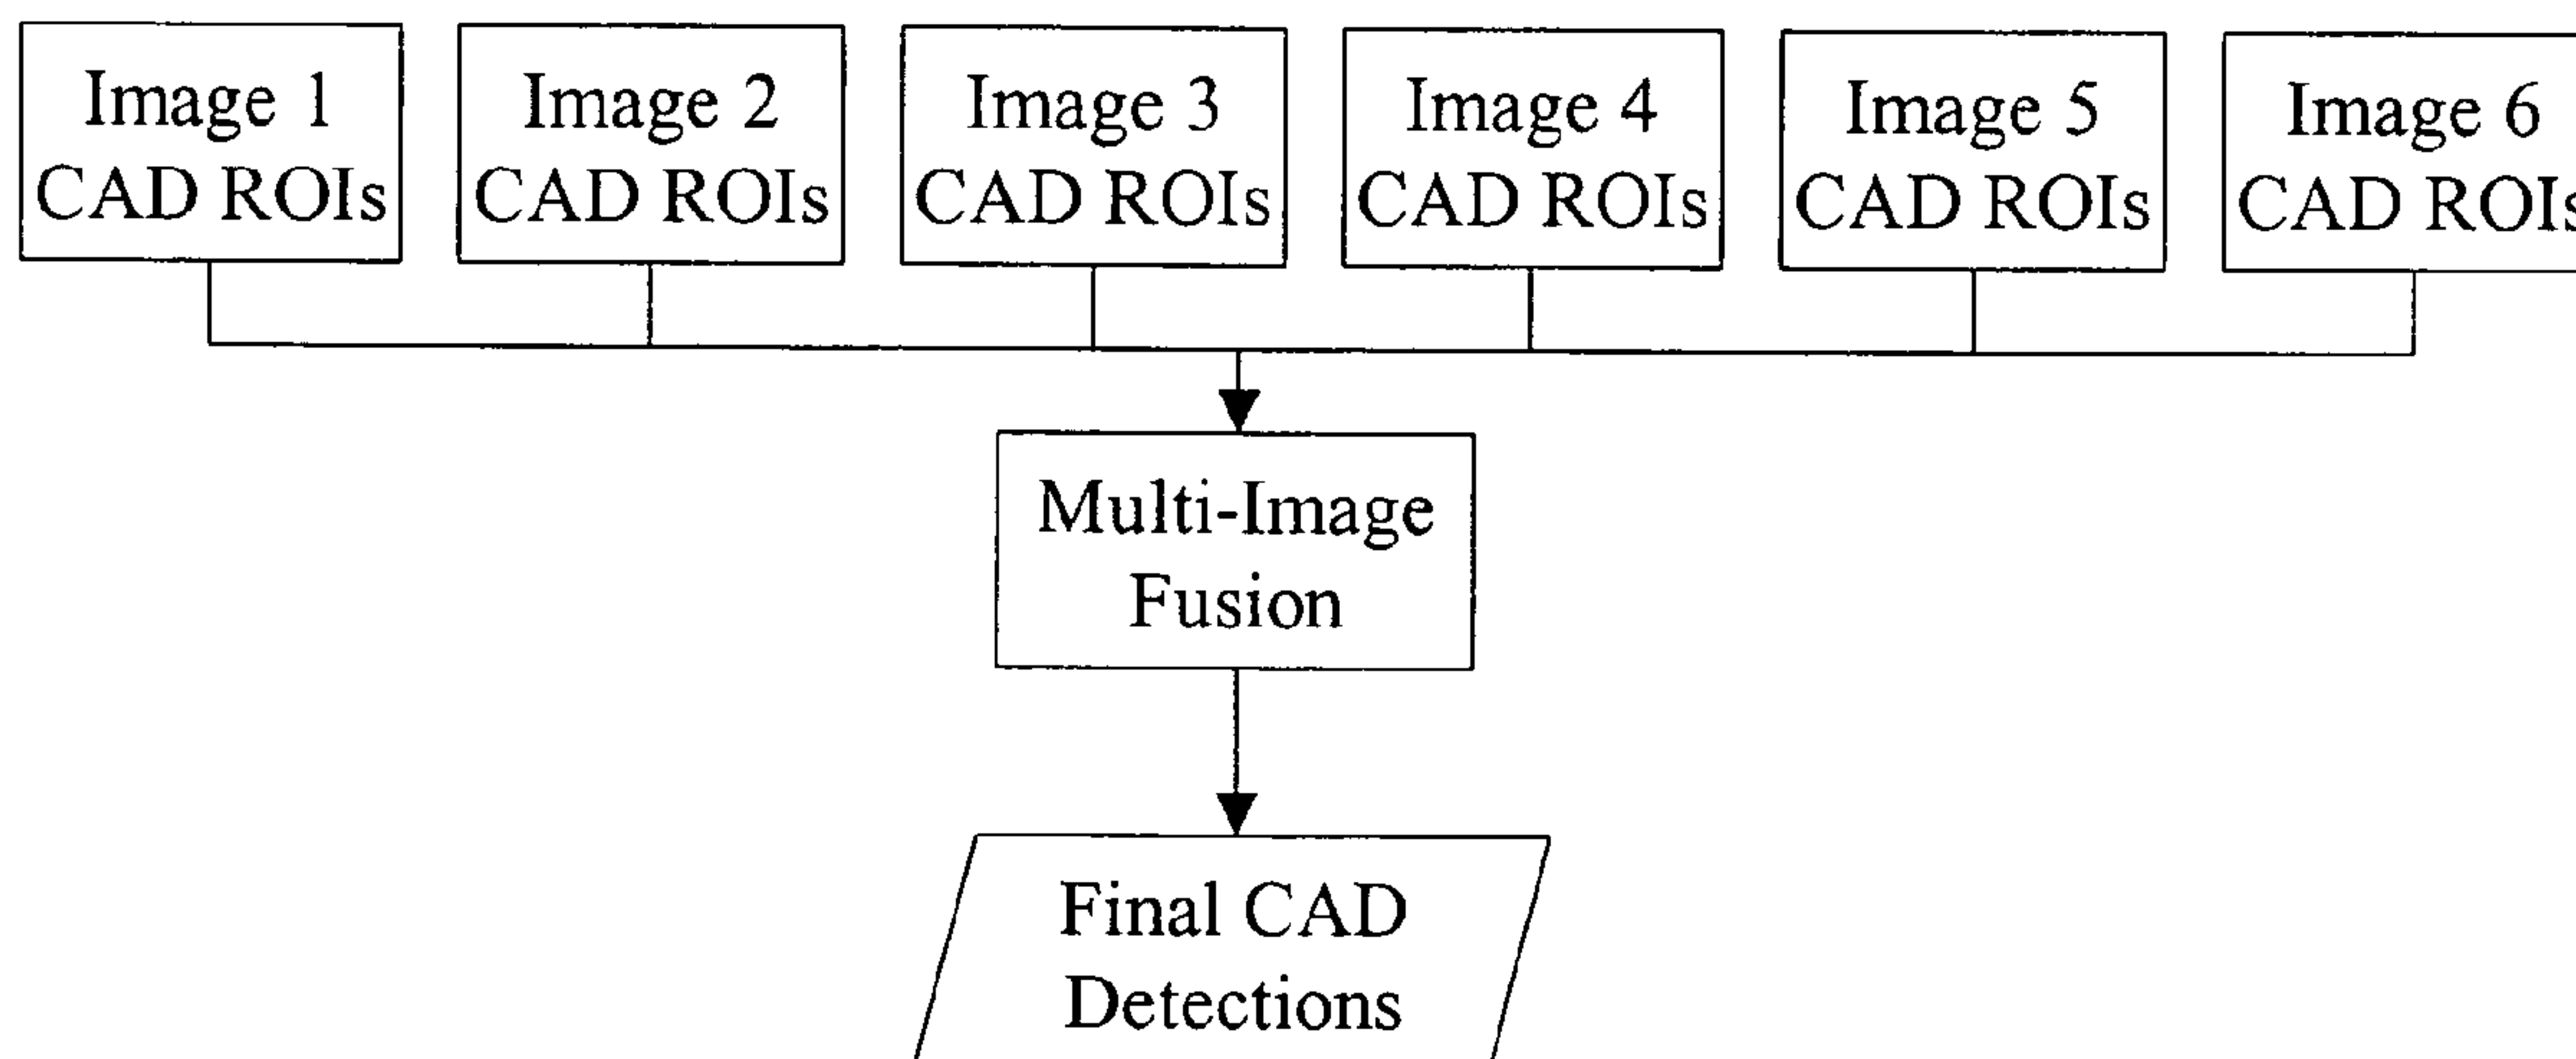 Image 1
CAD ROIs
Image 2
CAD ROIs
Image 3
CAD ROIs
Image 4
CAD ROIs
Image 5
CAD ROIs
Image 6
CAD ROIs
Multi-Image
Fusion
Final CAD
Detections